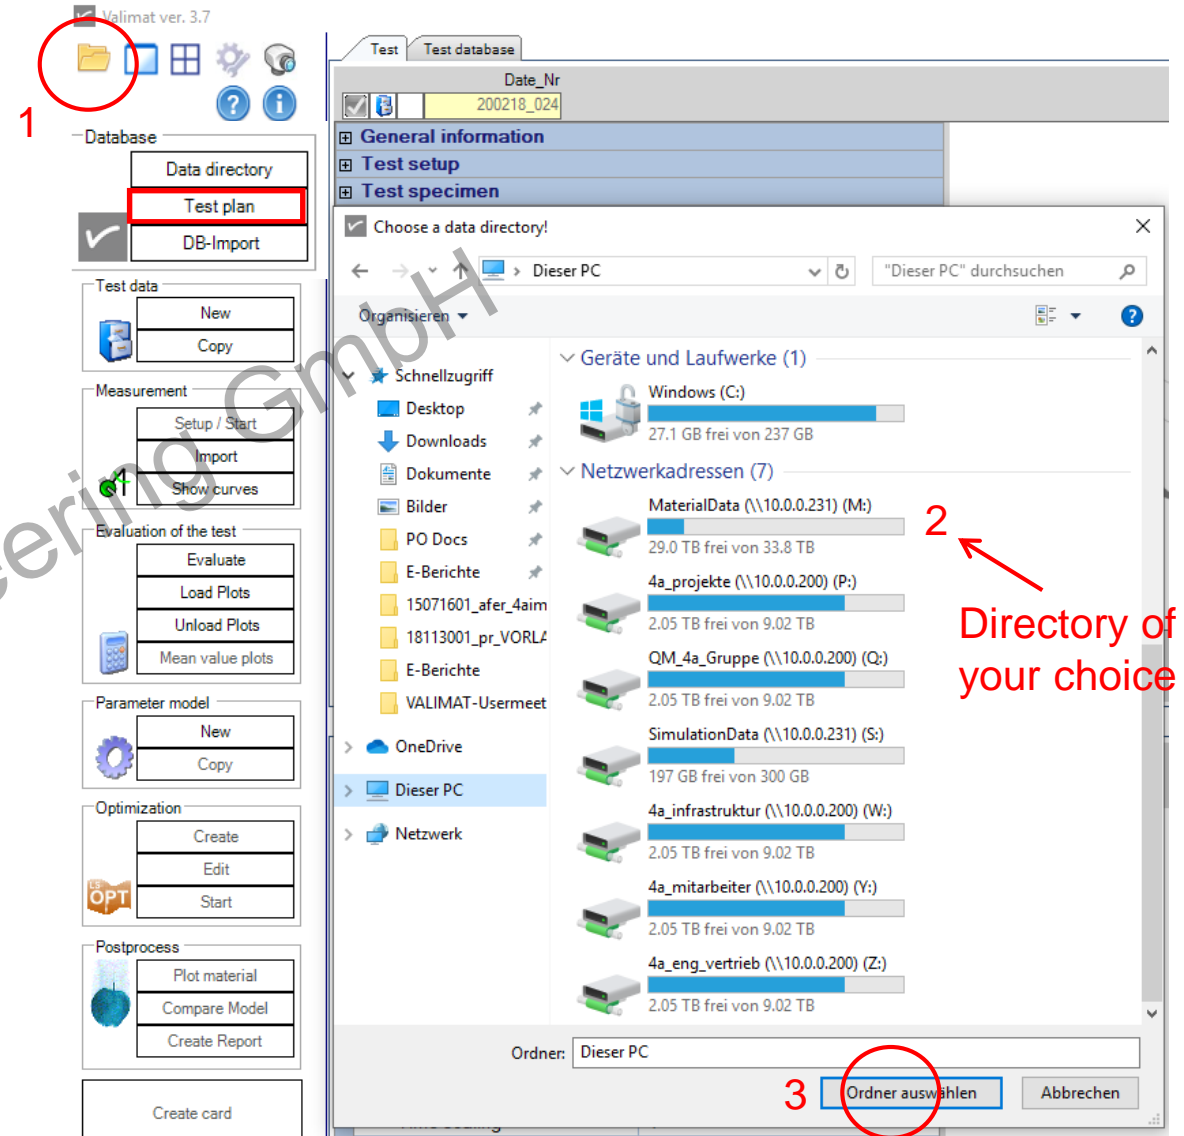 Valimat ver. 3.7
1
Database
Data directory
Test plan
DB-Import
Test data
New
Copy
Measurement
Setup / Start
Import
Show curves
Evaluation of the test
Evaluate
Load Plots
Unload Plots
Mean value plots
Parameter model
New
Copy
Optimization
Create
Edit
Start
LS
OPT
Postprocess
Plot material
Compare Model
Create Report
Create card
Test
Test database
Date_Nr
200218_024
General information
Test setup
Test specimen
Choose a data directory!
Dieser PC
"Dieser PC" durchsuchen
Organisieren
Schnellzugriff
Desktop
Downloads
Dokumente
Bilder
PO Docs
E-Berichte
15071601_afer_4aim
18113001_pr_VORLA
E-Berichte
VALIMAT-Usermeet
OneDrive
Dieser PC
Netzwerk
Geräte und Laufwerke (1)
Windows (C:)
27.1 GB frei von 237 GB
Netzwerkadressen (7)
MaterialData (\\10.0.0.231) (M:)
29.0 TB frei von 33.8 TB
4a_projekte (\\10.0.0.200) (P:)
2.05 TB frei von 9.02 TB
QM_4a_Gruppe (\\10.0.0.200) (Q:)
2.05 TB frei von 9.02 TB
SimulationData (\\10.0.0.231) (S:)
197 GB frei von 300 GB
4a_infrastruktur (\\10.0.0.200) (W:)
2.05 TB frei von 9.02 TB
4a_mitarbeiter (\\10.0.0.200) (Y:)
2.05 TB frei von 9.02 TB
4a_eng_vertrieb (\\10.0.0.200) (Z:)
2.05 TB frei von 9.02 TB
2
Directory of
your choice
Ordner: Dieser PC
3
Ordner auswählen
Abbrechen
eering GmbH